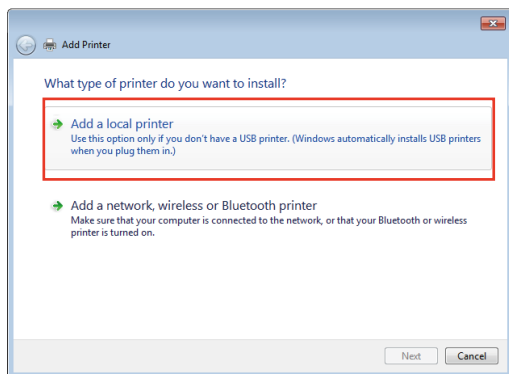 Add Printer
What type of printer do you want to install?
Add a local printer
Use this option only if you don't have a USB printer. (Windows automatically installs USB printers
when you plug them in.)
Add a network, wireless or Bluetooth printer
Make sure that your computer is connected to the network, or that your Bluetooth or wireless
printer is turned on.
Next Cancel